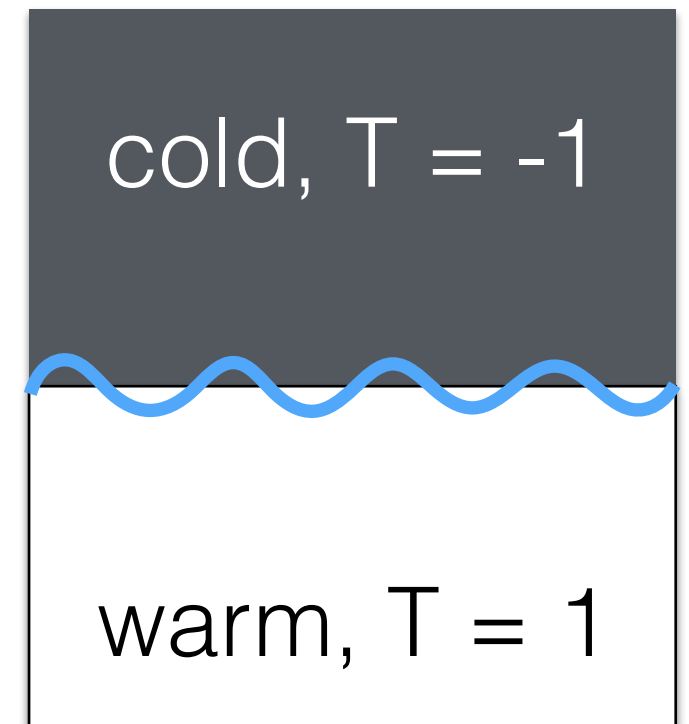 cold, T = -1
warm, T = 1